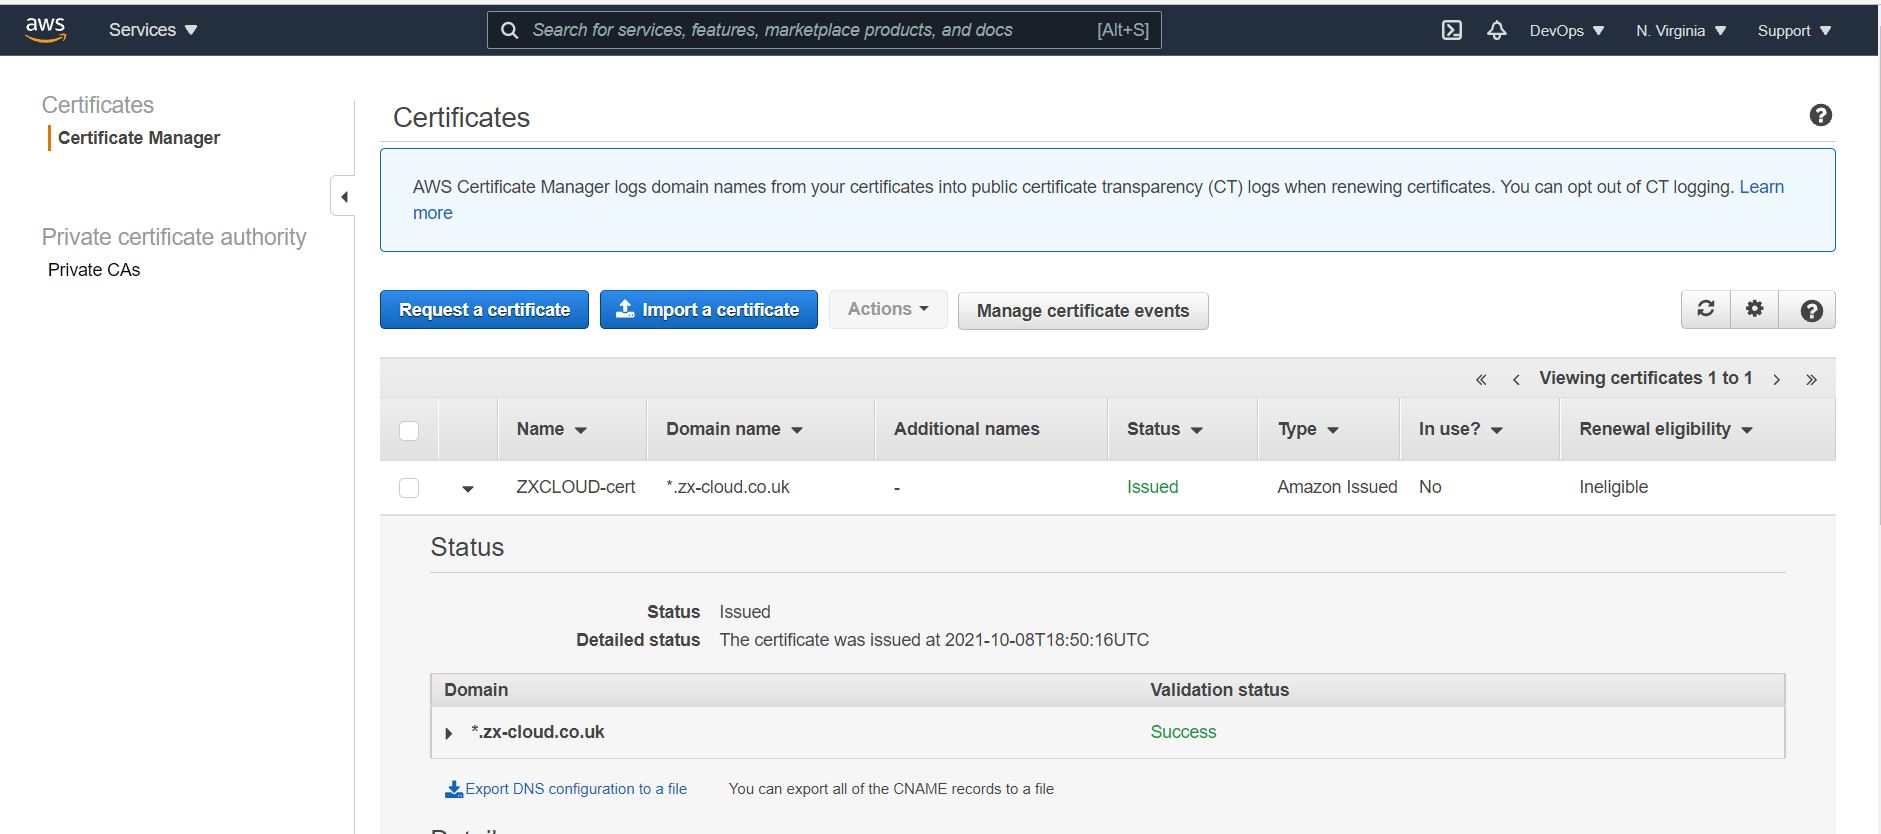 aws Services Search for services, features, marketplace products, and docs [Alt+S] DevOps N. Virginia Support
Certificates
Certificate Manager
Private certificate authority
Private CAs
Certificates
AWS Certificate Manager logs domain names from your certificates into public certificate transparency (CT) logs when renewing certificates. You can opt out of CT logging. Learn
more
Request a certificate Import a certificate Actions Manage certificate events
« ‹ Viewing certificates 1 to 1 › »
Name Domain name Additional names Status Type In use? Renewal eligibility
ZXCLOUD-cert *.zx-cloud.co.uk - Issued Amazon Issued No Ineligible
Status
Status Issued
Detailed status The certificate was issued at 2021-10-08T18:50:16UTC
Domain Validation status
*.zx-cloud.co.uk Success
Export DNS configuration to a file You can export all of the CNAME records to a file